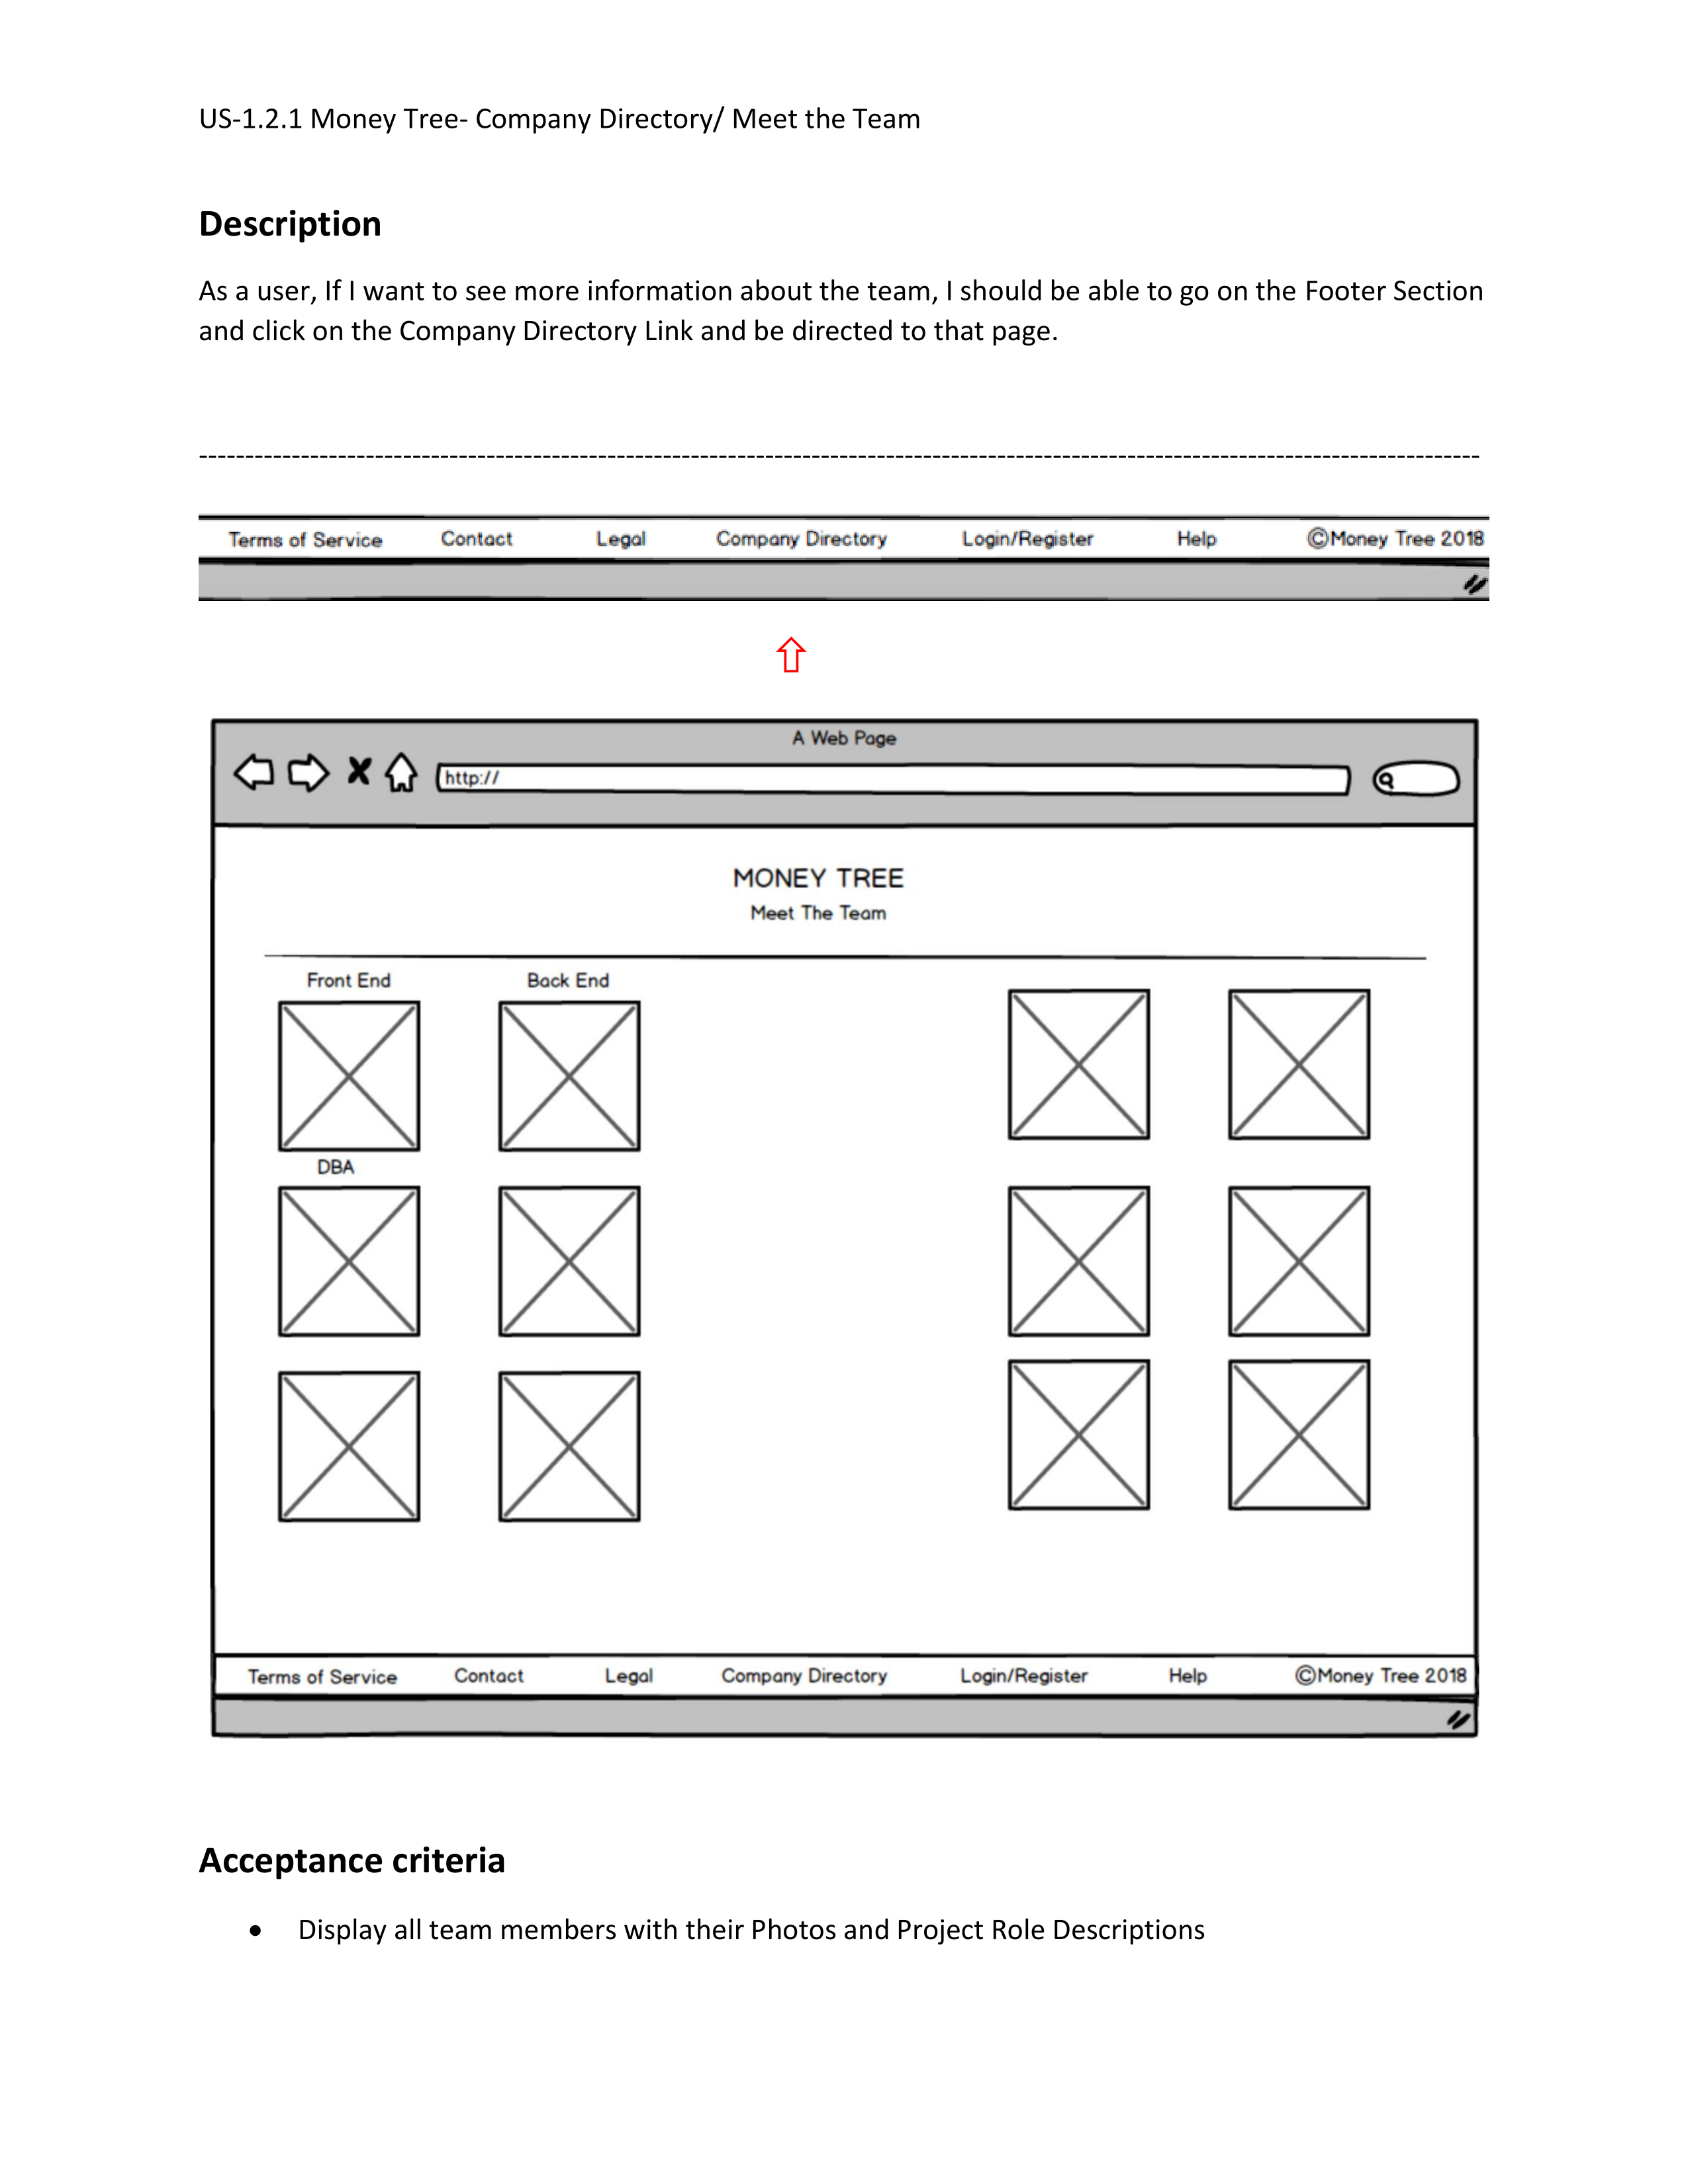 US-1.2.1 Money Tree- Company Directory/ Meet the Team
Description
As a user, If I want to see more information about the team, I should be able to go on the Footer Section
and click on the Company Directory Link and be directed to that page.
-------------------------------------------------------------------------------------------------------------------------------------------
Terms of Service Contact Legal Company Directory Login/Register Help ©Money Tree 2018
A Web Page
http://
MONEY TREE
Meet The Team
Front End Back End
DBA
Terms of Service Contact Legal Company Directory Login/Register Help ©Money Tree 2018
Acceptance criteria
• Display all team members with their Photos and Project Role Descriptions